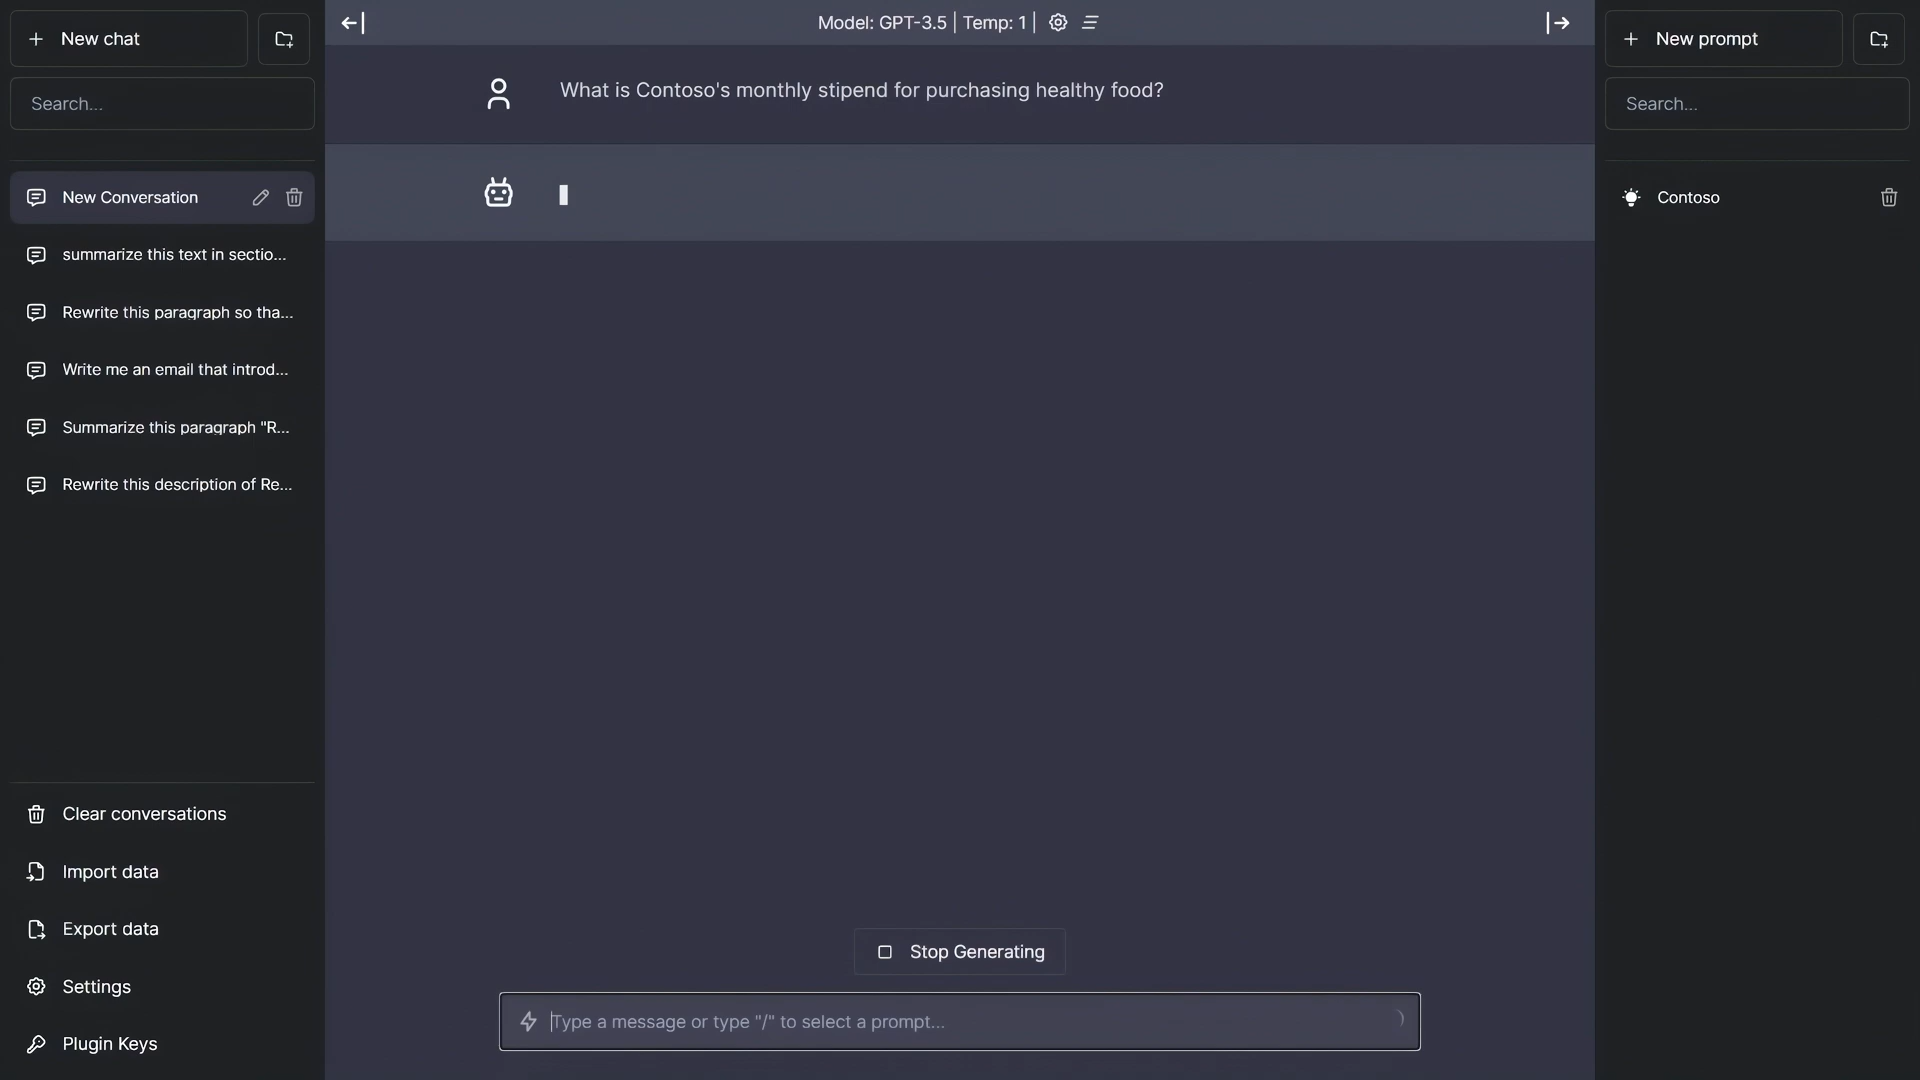 New chat
Search...
New Conversation
summarize this text in sectio...
Rewrite this paragraph so tha...
Write me an email that introd...
Summarize this paragraph "R...
Rewrite this description of Re...
Clear conversations
Import data
Export data
Settings
Plugin Keys
Model: GPT-3.5 | Temp: 1 |
What is Contoso's monthly stipend for purchasing healthy food?
Stop Generating
Type a message or type "/" to select a prompt...
New prompt
Search...
Contoso